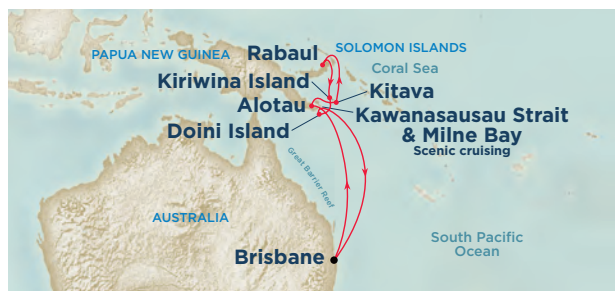 Rabaul
SOLOMON ISLANDS
PAPUA NEW GUINEA
Coral Sea
Kiriwina Island
Kitava
Alotau
Kawanasausau Strait
& Milne Bay
Scenic cruising
Doini Island
Great Barrier Reef
AUSTRALIA
South Pacific
Ocean
Brisbane